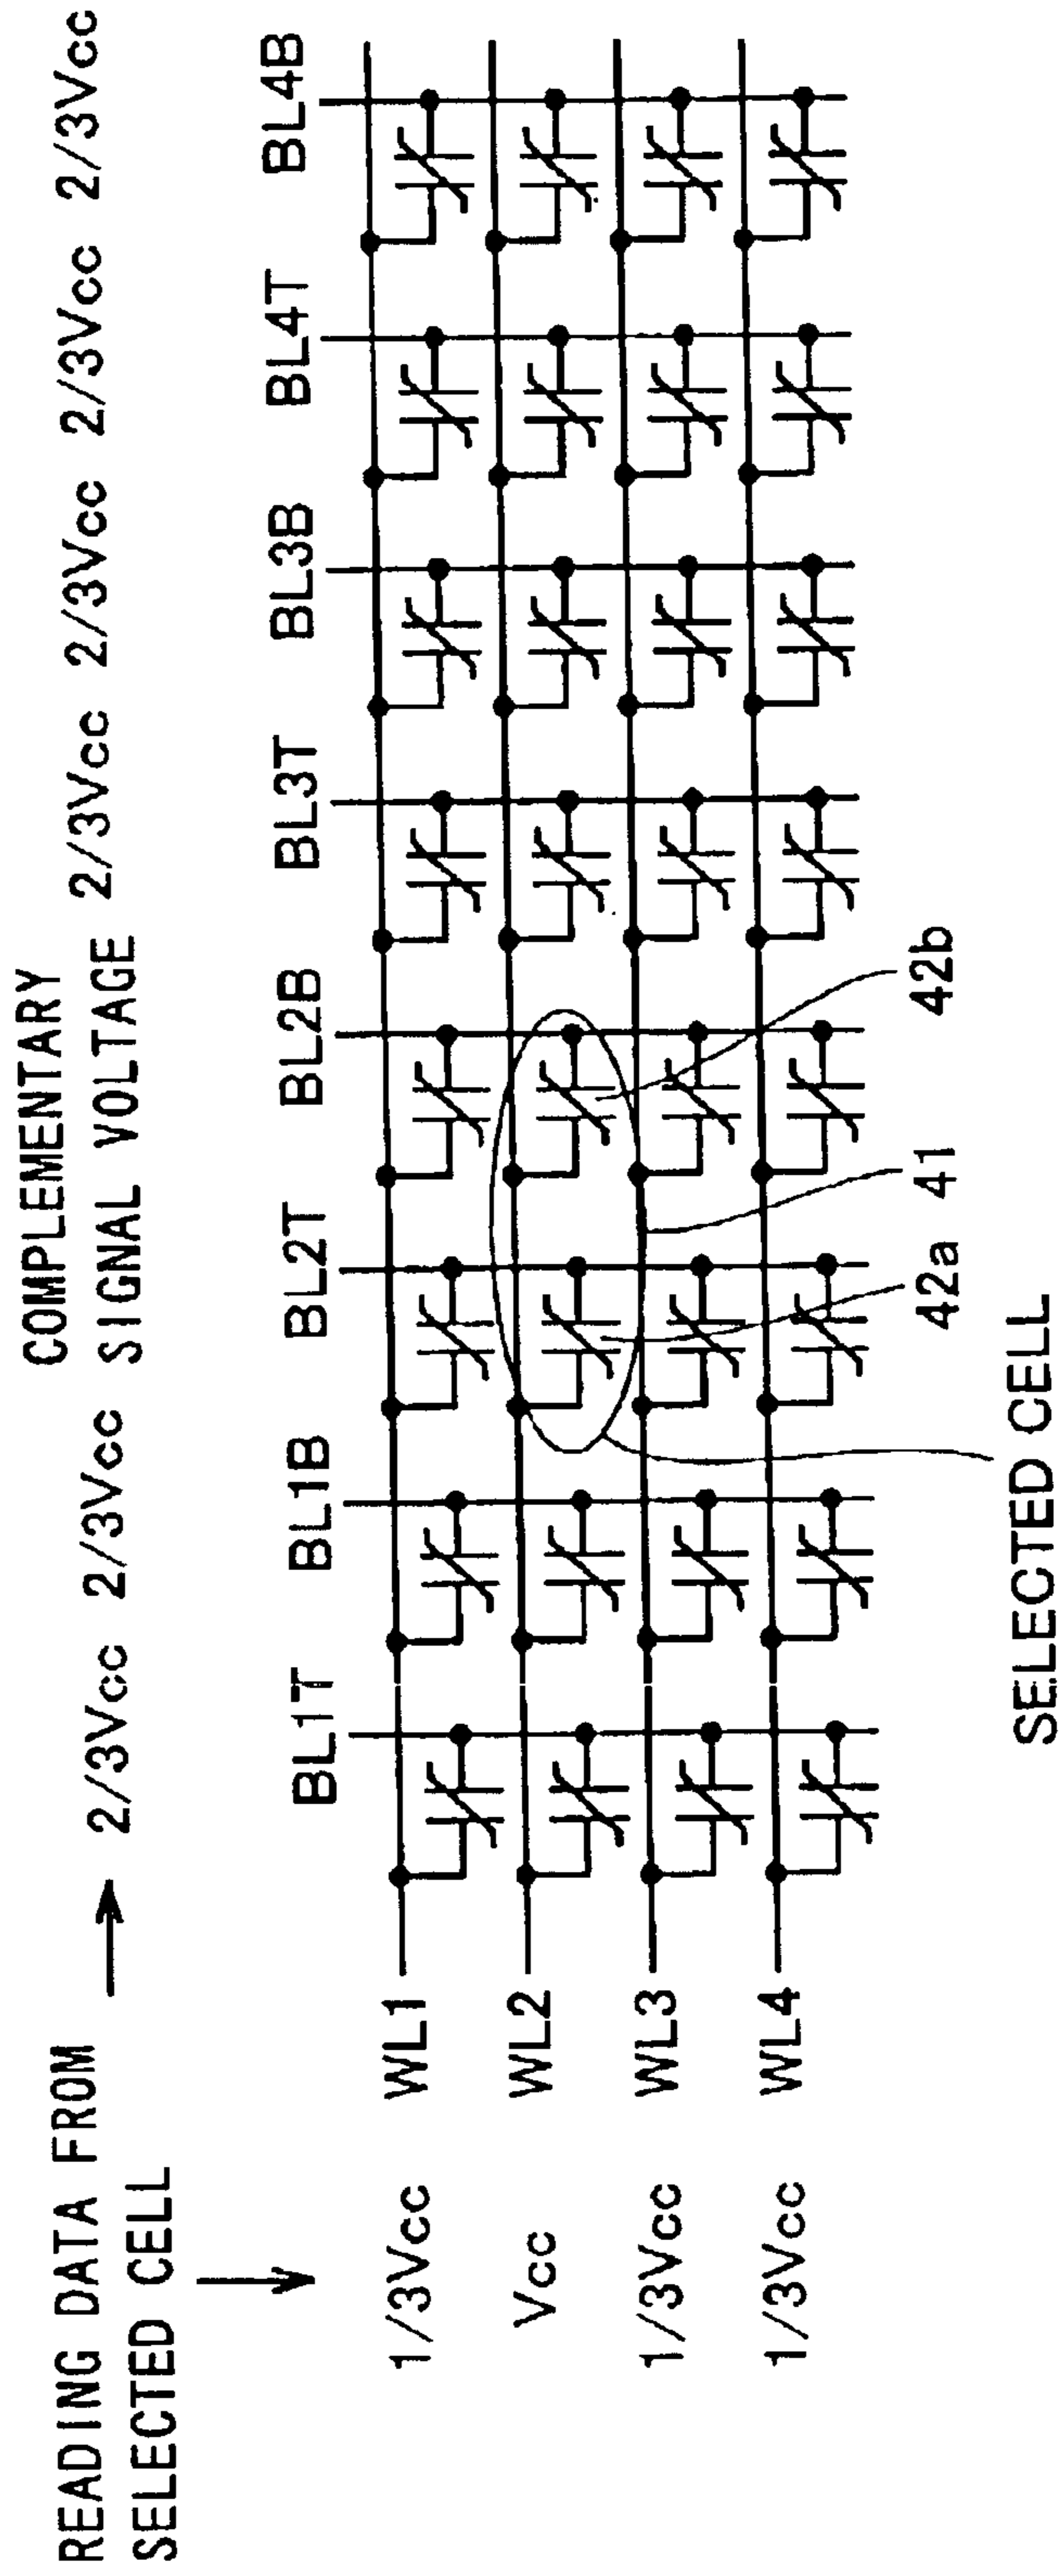 READING DATA FROM
SELECTED CELL
COMPLEMENTARY
SIGNAL VOLTAGE
2/3Vcc 2/3Vcc 2/3Vcc 2/3Vcc 2/3Vcc 2/3Vcc
BL1T BL1B BL2T BL2B BL3T BL3B BL4T BL4B
1/3Vcc WL1
Vcc WL2
1/3Vcc WL3
1/3Vcc WL4
42a 41 42b
SELECTED CELL